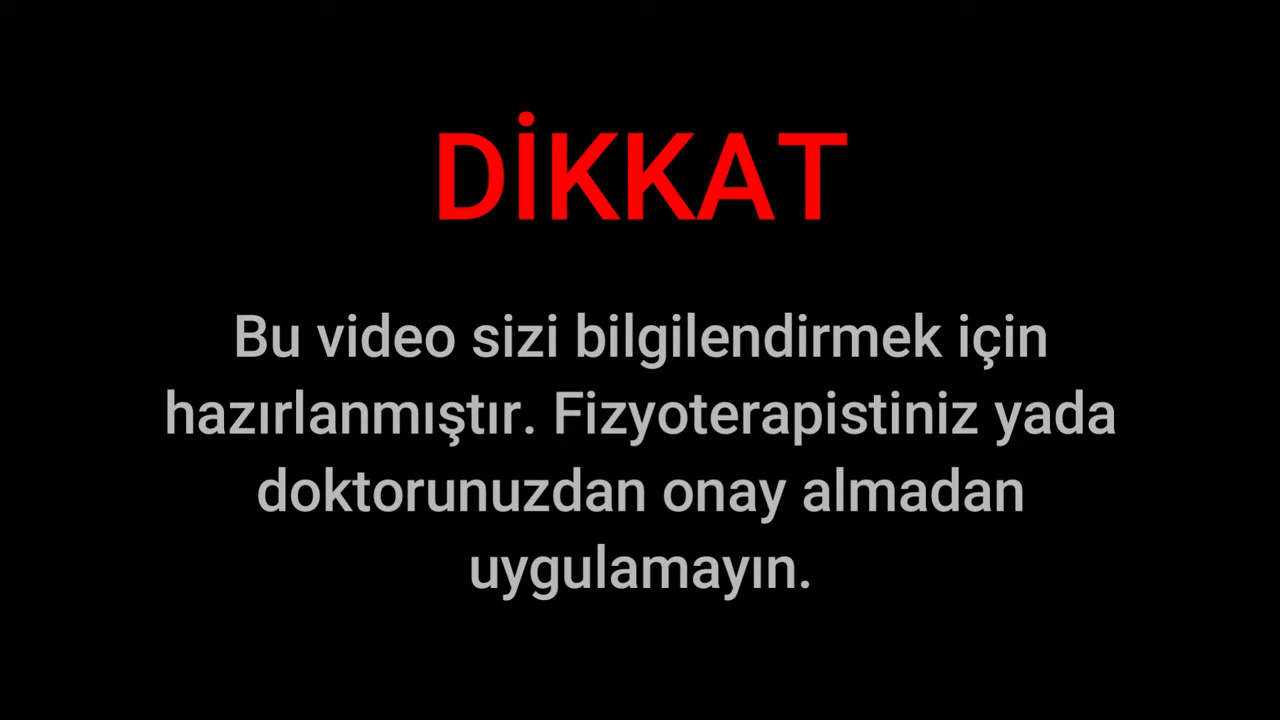 DİKKAT
Bu video sizi bilgilendirmek için
hazırlanmıştır. Fizyoterapistiniz yada
doktorunuzdan onay almadan
uygulamayın.